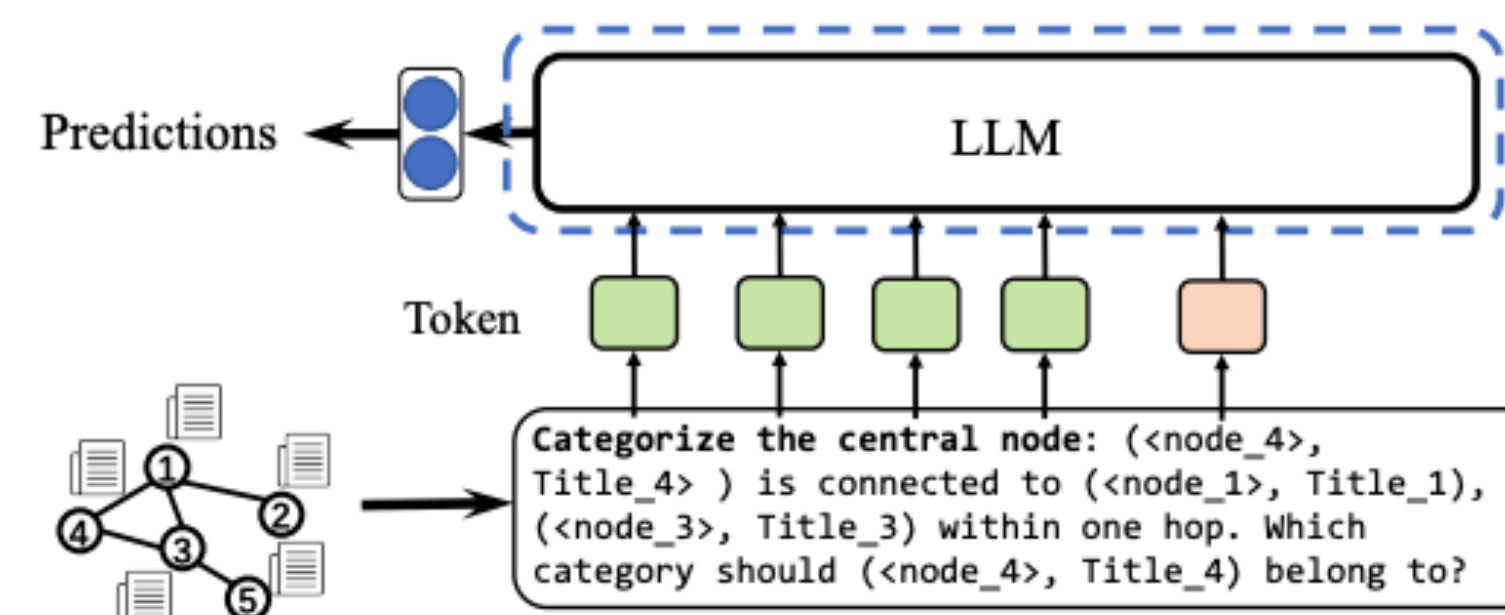 Predictions
LLM
Token
1
2
4
3
5
Categorize the central node: (<node_4>,
Title_4> ) is connected to (<node_1>, Title_1),
(<node_3>, Title_3) within one hop. Which
category should (<node_4>, Title_4) belong to?